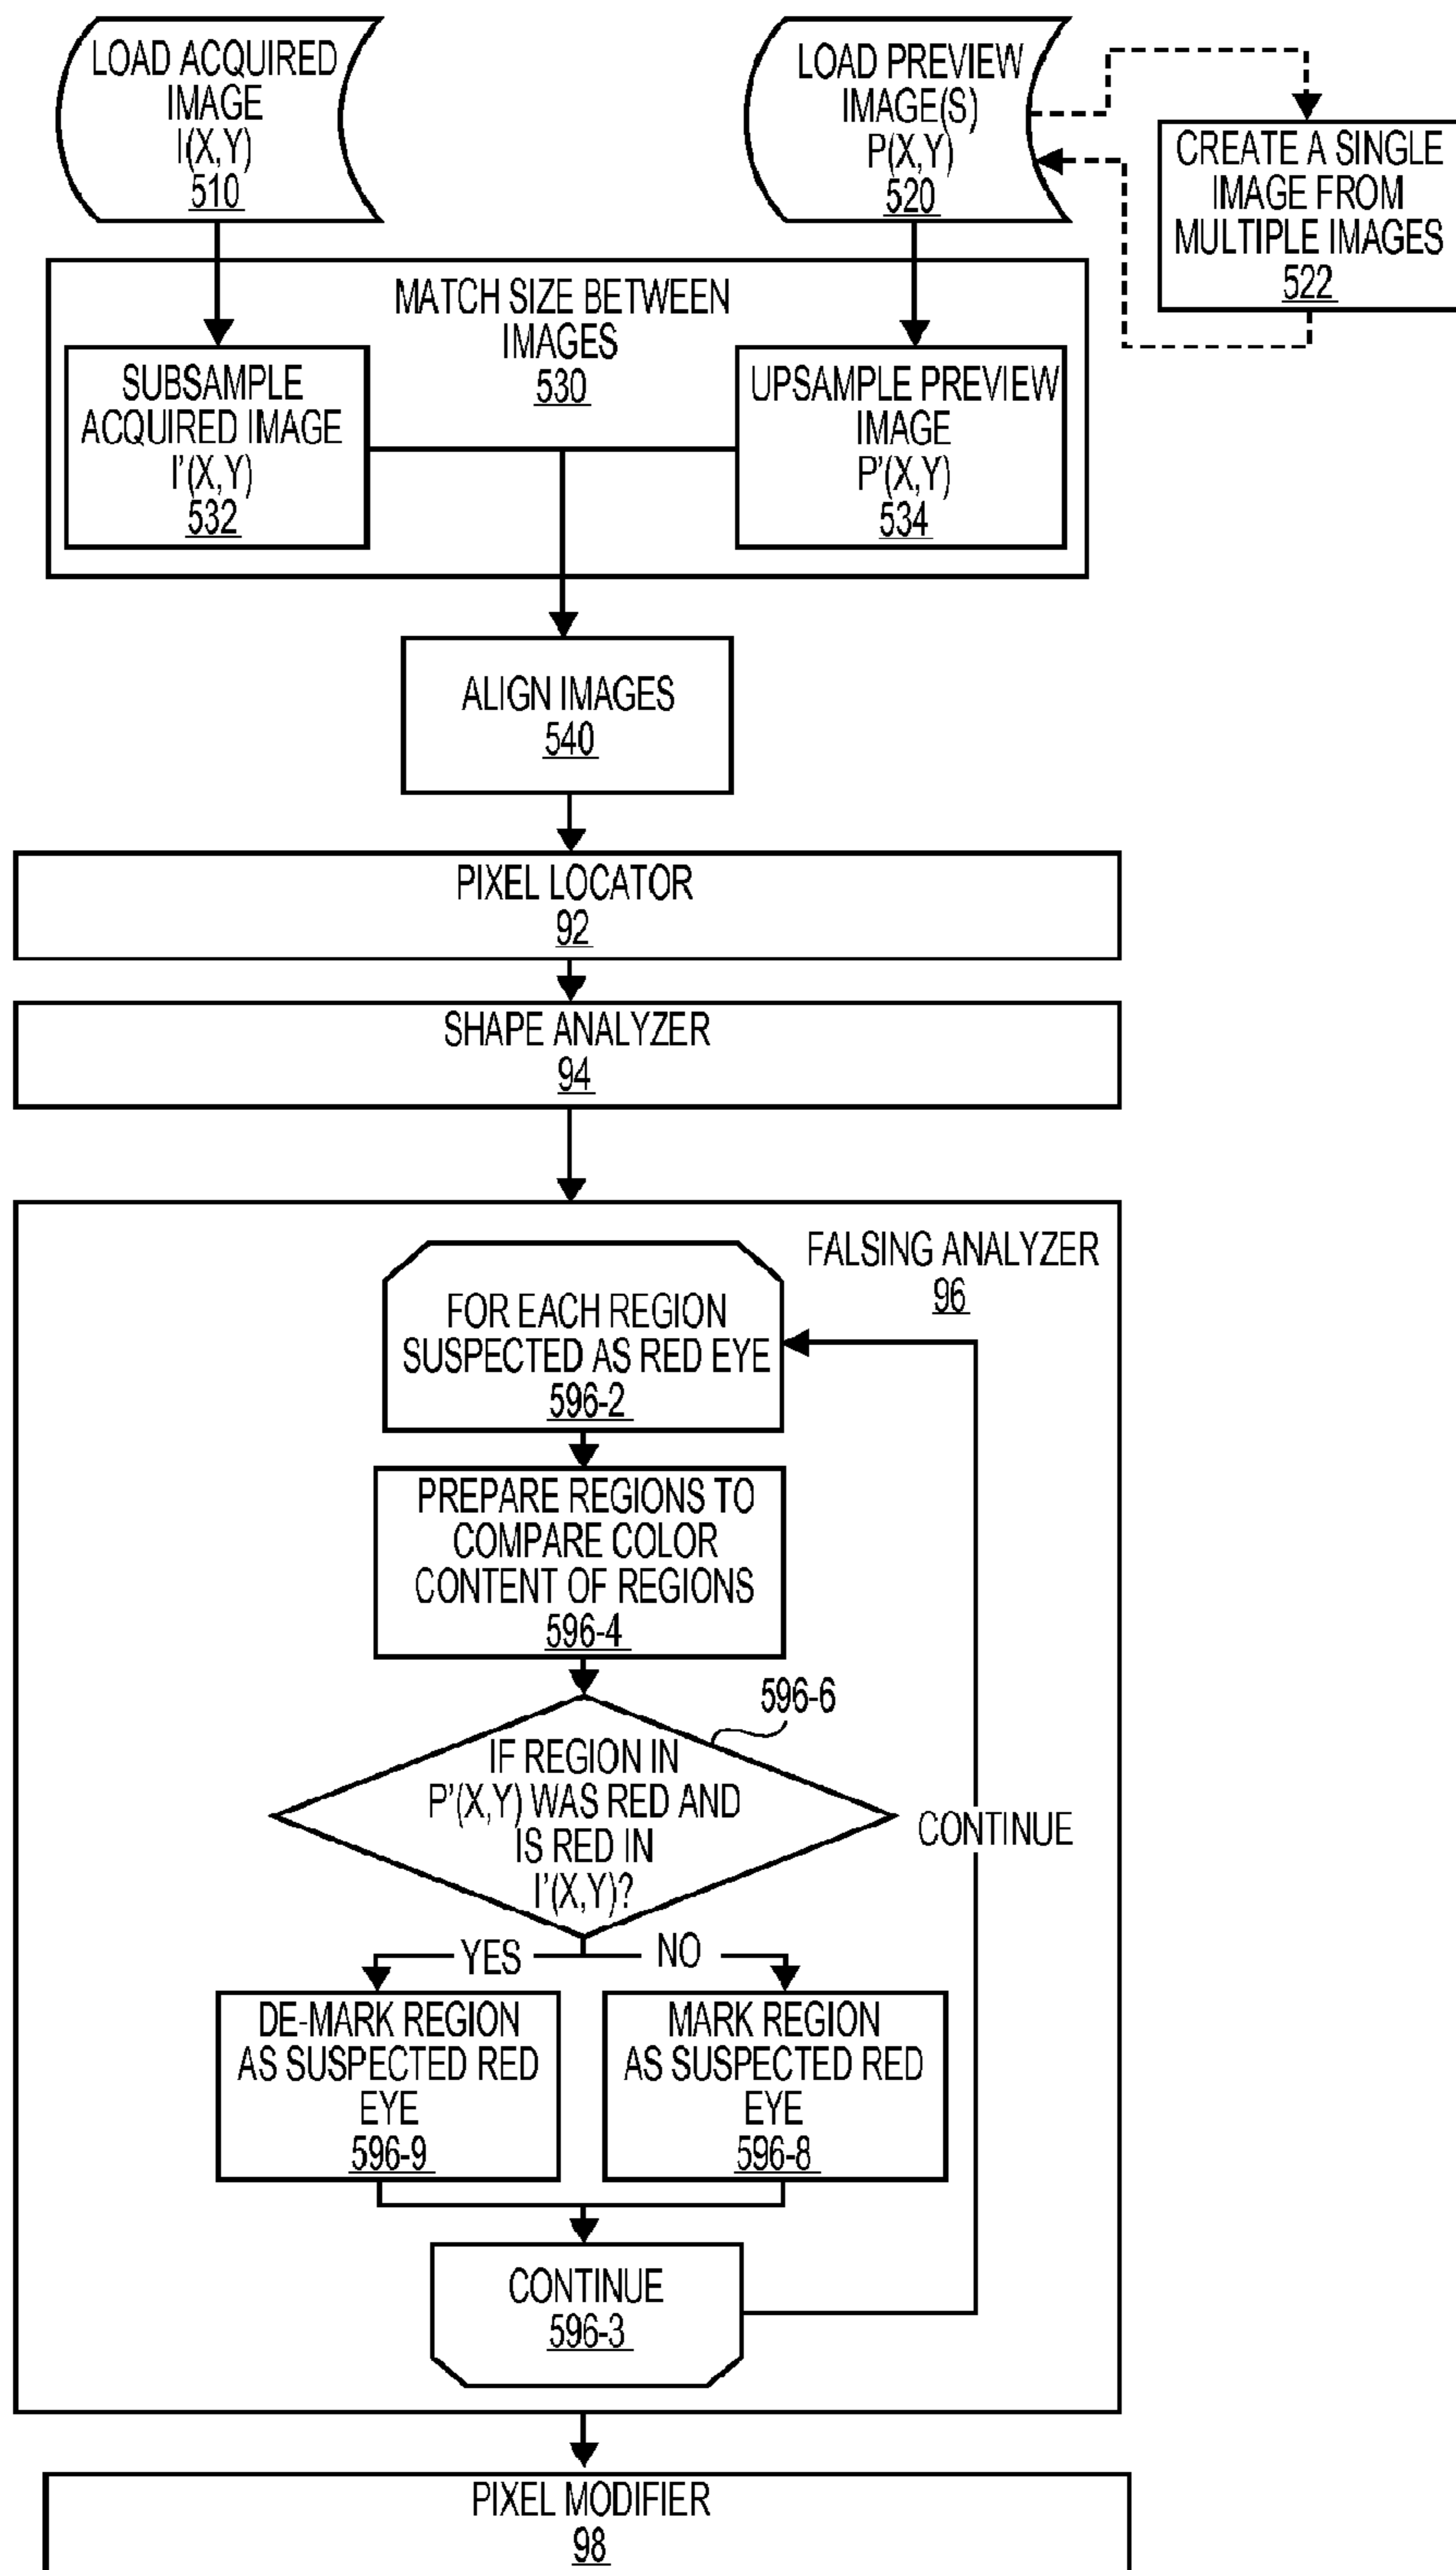 LOAD ACQUIRED
IMAGE
I(X,Y)
510
LOAD PREVIEW
IMAGE(S)
P(X,Y)
520
CREATE A SINGLE
IMAGE FROM
MULTIPLE IMAGES
522
MATCH SIZE BETWEEN
IMAGES
530
SUBSAMPLE
ACQUIRED IMAGE
I'(X,Y)
532
UPSAMPLE PREVIEW
IMAGE
P'(X,Y)
534
ALIGN IMAGES
540
PIXEL LOCATOR
92
SHAPE ANALYZER
94
FALSING ANALYZER
96
FOR EACH REGION
SUSPECTED AS RED EYE
596-2
PREPARE REGIONS TO
COMPARE COLOR
CONTENT OF REGIONS
596-4
596-6
IF REGION IN
P'(X,Y) WAS RED AND
IS RED IN
I'(X,Y)?
CONTINUE
YES
NO
DE-MARK REGION
AS SUSPECTED RED
EYE
596-9
MARK REGION
AS SUSPECTED RED
EYE
596-8
CONTINUE
596-3
PIXEL MODIFIER
98